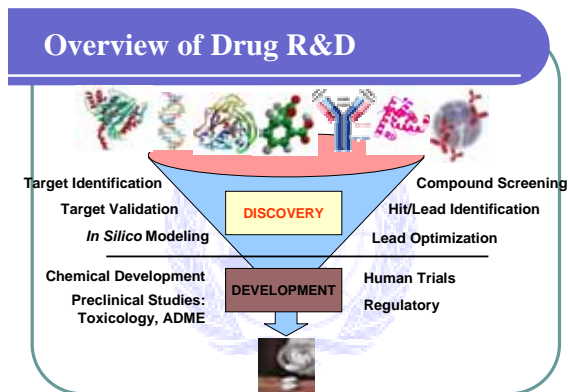 Overview of Drug R&D
Target Identification
Target Validation
In Silico Modeling
DISCOVERY
Compound Screening
Hit/Lead Identification
Lead Optimization
Chemical Development
Preclinical Studies:
Toxicology, ADME
DEVELOPMENT
Human Trials
Regulatory